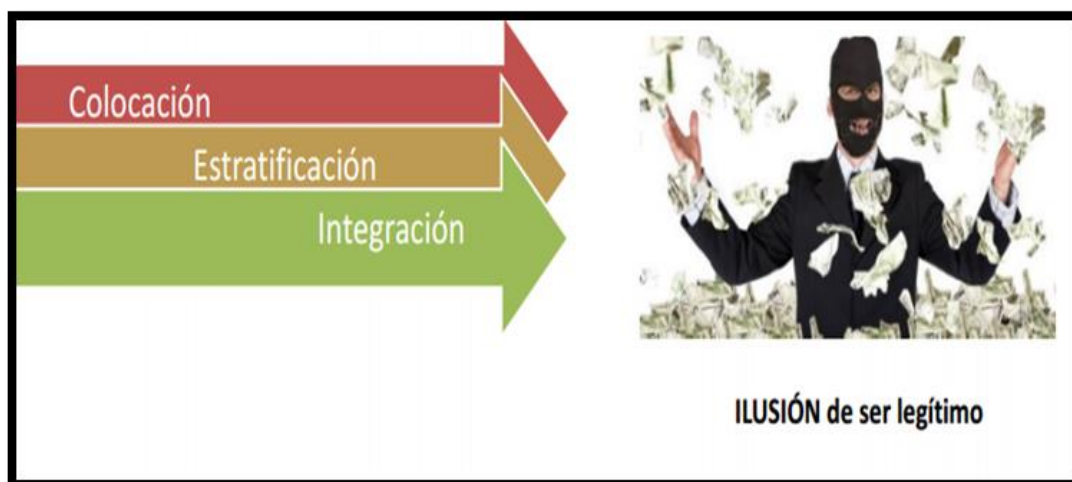 Colocación
Estratificación
Integración
ILUSIÓN de ser legítimo